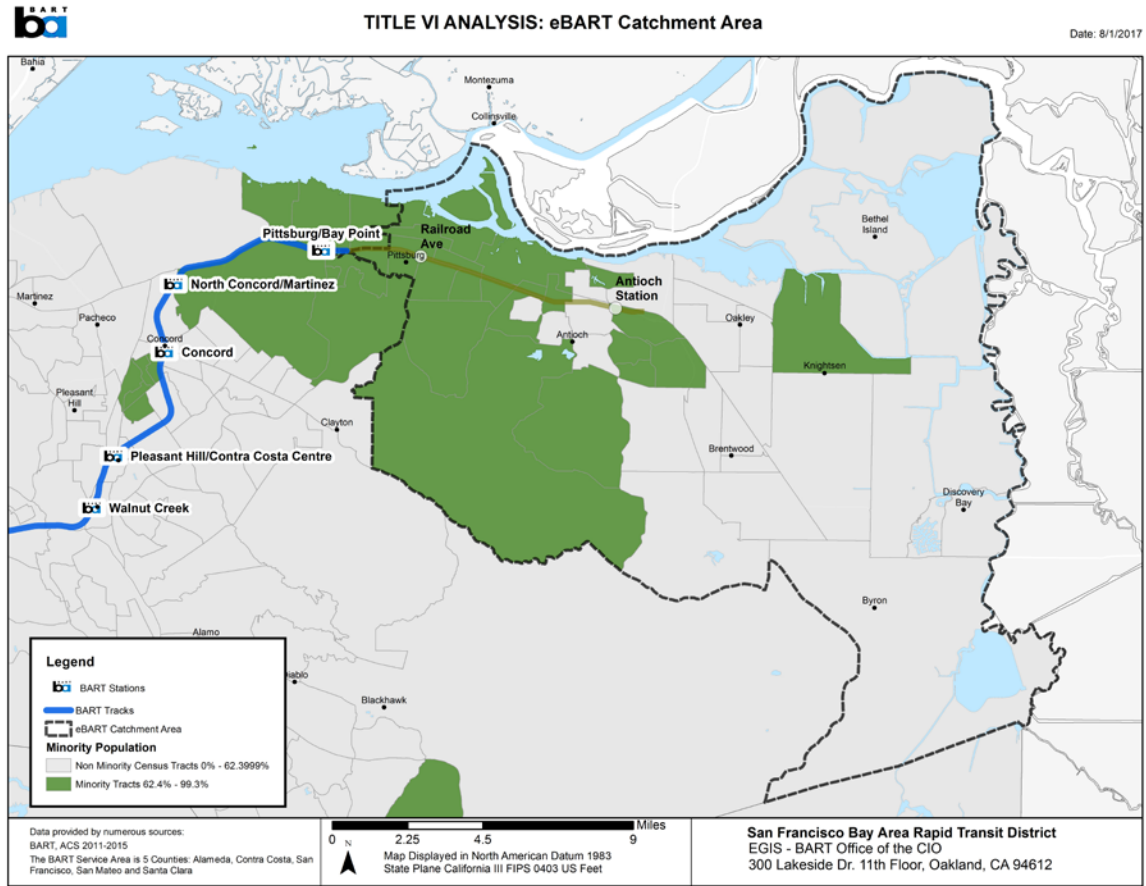 BART
ba
TITLE VI ANALYSIS: eBART Catchment Area
Date: 8/1/2017
Bahia
Montezuma
Collinsville
Bethel
Island
Pittsburg/Bay Point
Railroad
Ave
Pittsburg
North Concord/Martinez
Antioch
Station
Martinez
Pacheco
Concord
Concord
Antioch
Oakley
Knightsen
Pleasant
Hill
Clayton
Brentwood
Pleasant Hill/Contra Costa Centre
Walnut Creek
Discovery
Bay
Byron
Alamo
Diablo
Blackhawk
Legend
BART Stations
BART Tracks
eBART Catchment Area
Minority Population
Non Minority Census Tracts 0% - 62.3999%
Minority Tracts 62.4% - 99.3%
Data provided by numerous sources:
BART, ACS 2011-2015
The BART Service Area is 5 Counties: Alameda, Contra Costa, San
Francisco, San Mateo and Santa Clara
Miles
0 2.25 4.5 9
N
Map Displayed in North American Datum 1983
State Plane California III FIPS 0403 US Feet
San Francisco Bay Area Rapid Transit District
EGIS - BART Office of the CIO
300 Lakeside Dr. 11th Floor, Oakland, CA 94612